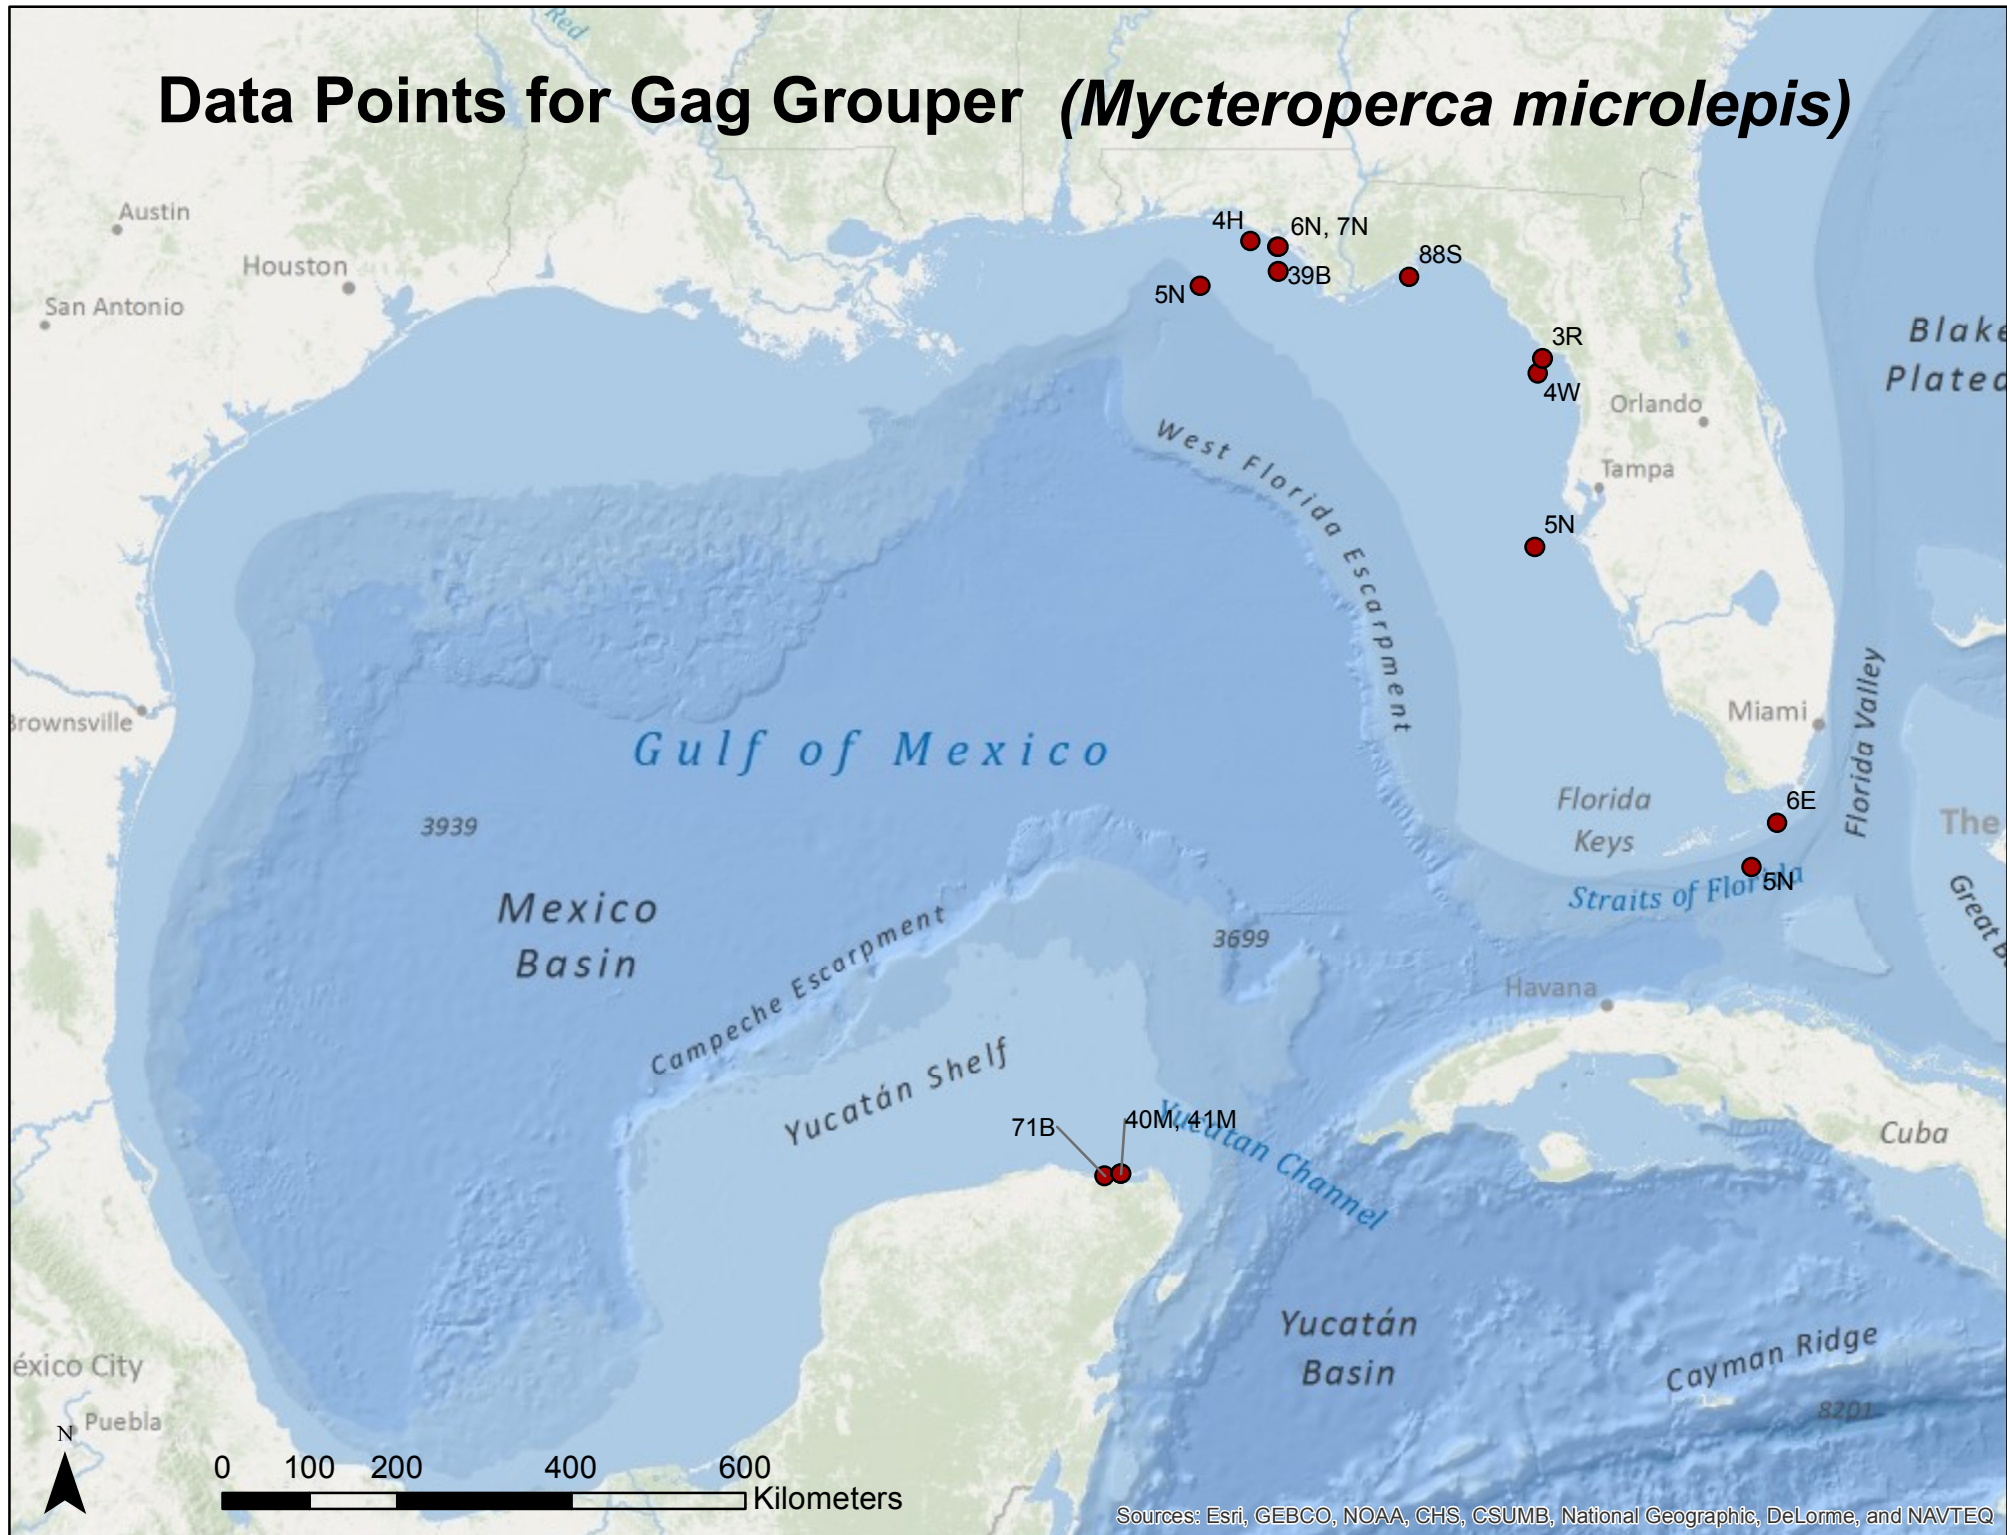 Red
Data Points for Gag Grouper (Mycteroperca microlepis)
Austin
Houston
San Antonio
4H
6N, 7N
88S
39B
5N
3R
4W
Blake
Platea
Orlando
Tampa
West Florida Escarpment
5N
Brownsville
Gulf of Mexico
Miami
Florida Valley
3939
Florida
Keys
6E
The
5N
Straits of Florida
Great B
Mexico
Basin
Campeche Escarpment
3699
Havana
Yucatán Shelf
71B
40M, 41M
Yucatan Channel
Cuba
Yucatán
Basin
Cayman Ridge
8201
éxico City
Puebla
N
0 100 200 400 600
Kilometers
Sources: Esri, GEBCO, NOAA, CHS, CSUMB, National Geographic, DeLorme, and NAVTEQ